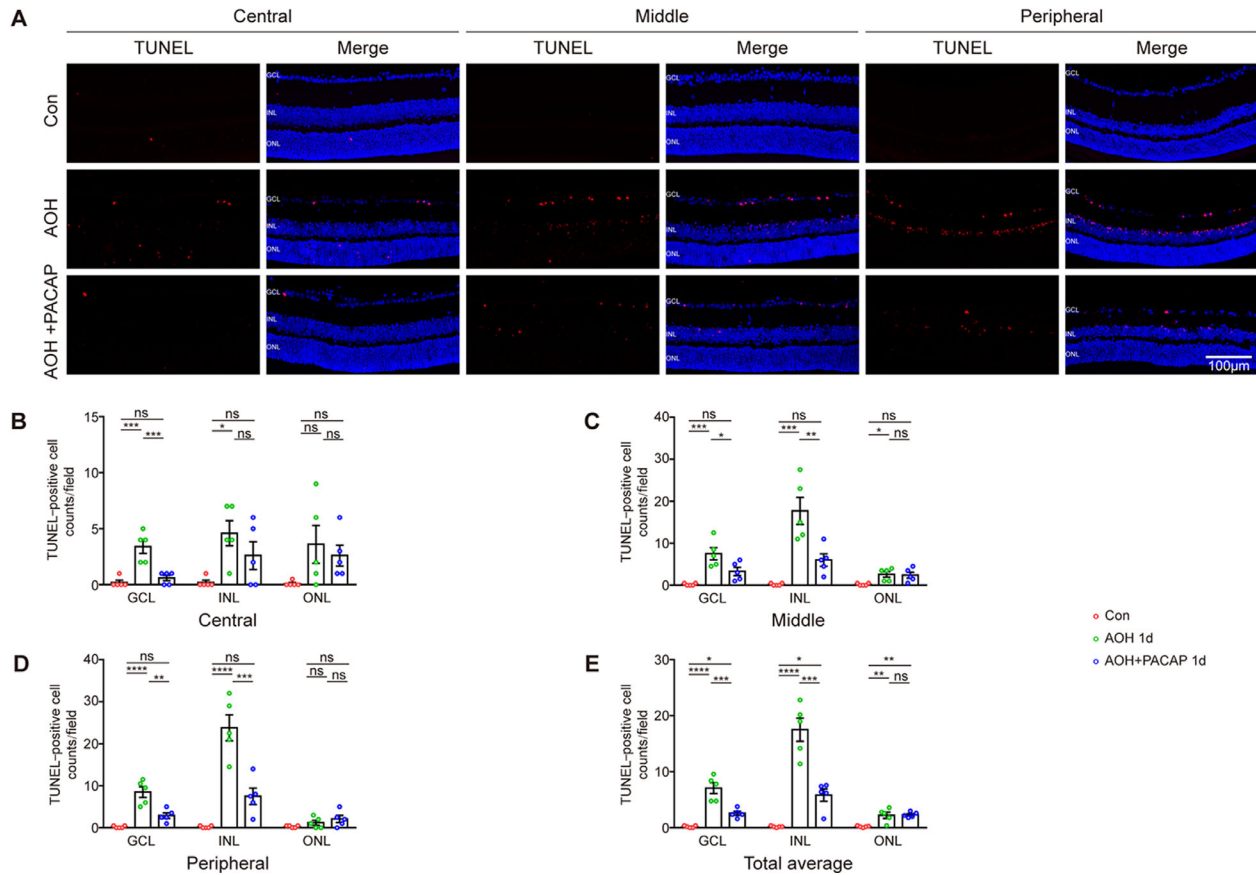 A
Central Middle Peripheral
TUNEL Merge TUNEL Merge TUNEL Merge
Con
GCL GCL GCL
INL INL INL
ONL ONL ONL
AOH
GCL GCL GCL
INL INL INL
ONL ONL ONL
AOH +PACAP
GCL GCL GCL
INL INL INL
ONL ONL ONL
100μm
B
TUNEL–positive cell
counts/field
15
10
5
0
ns ns ns
*** * ns
*** ns ns
GCL INL ONL
Central
C
TUNEL–positive cell
counts/field
40
30
20
10
0
ns ns ns
*** *** *
* ** ns
GCL INL ONL
Middle
D
TUNEL–positive cell
counts/field
40
30
20
10
0
ns ns ns
**** **** ns
** *** ns
GCL INL ONL
Peripheral
E
TUNEL–positive cell
counts/field
30
20
10
0
* * **
**** **** **
*** *** ns
GCL INL ONL
Total average
Con
AOH 1d
AOH+PACAP 1d